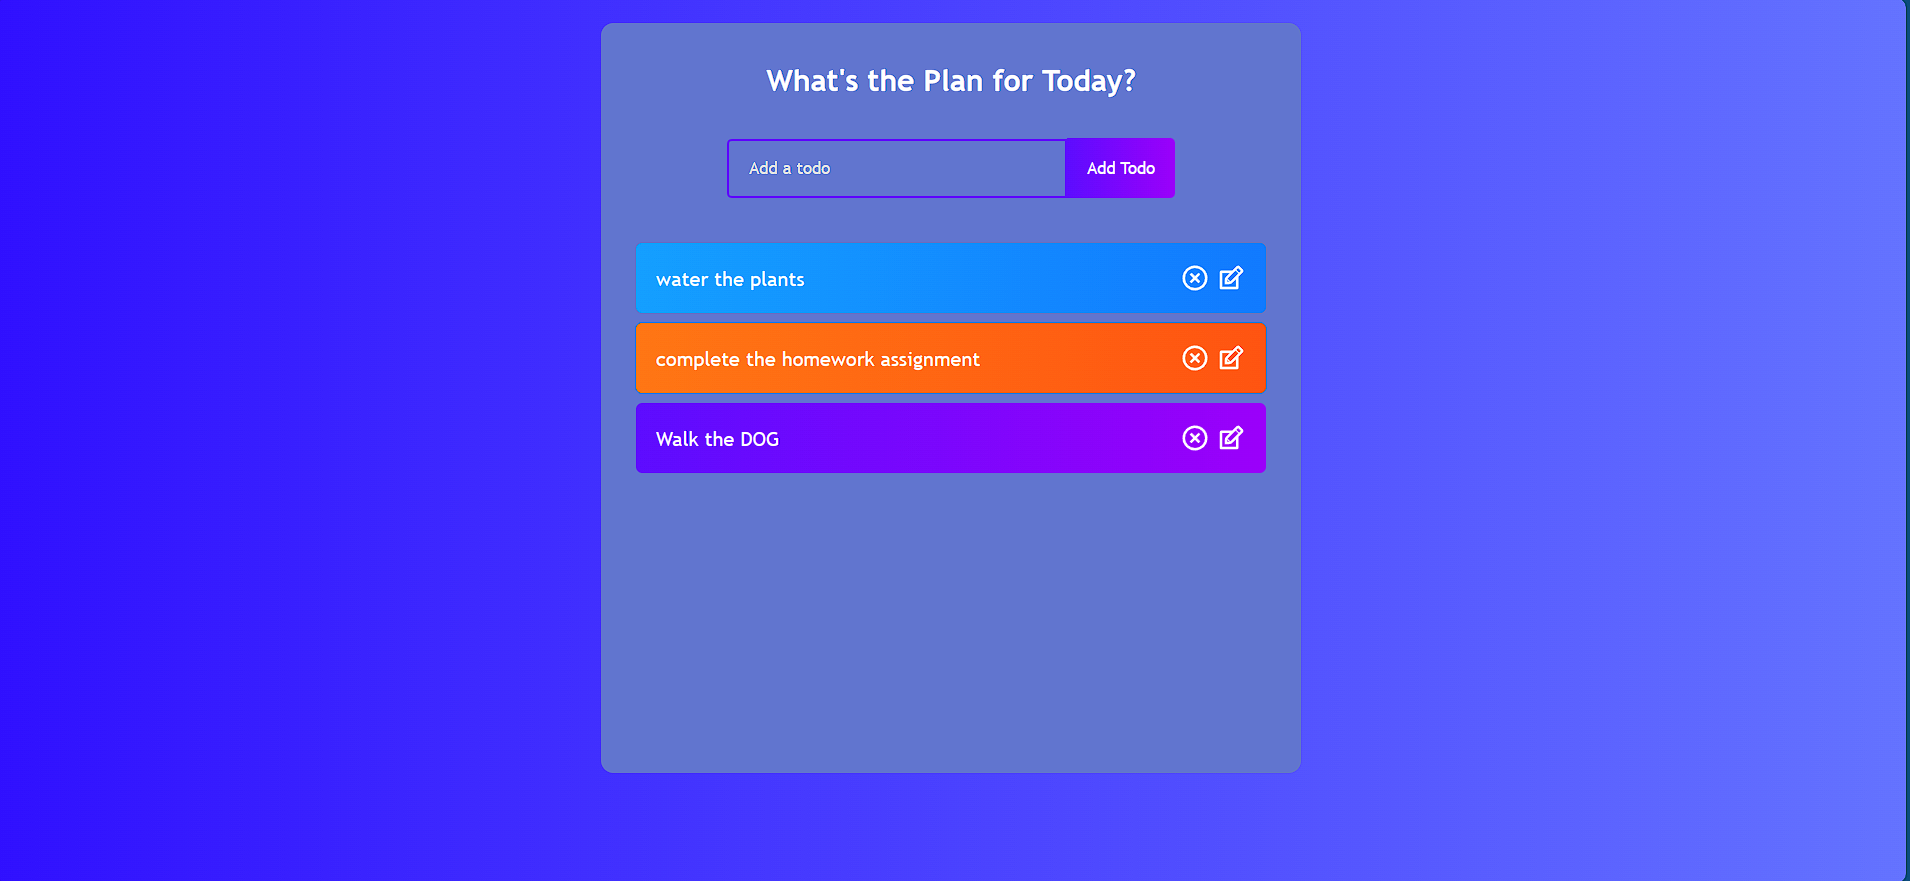 What's the Plan for Today?
Add a todo
Add Todo
water the plants
complete the homework assignment
Walk the DOG